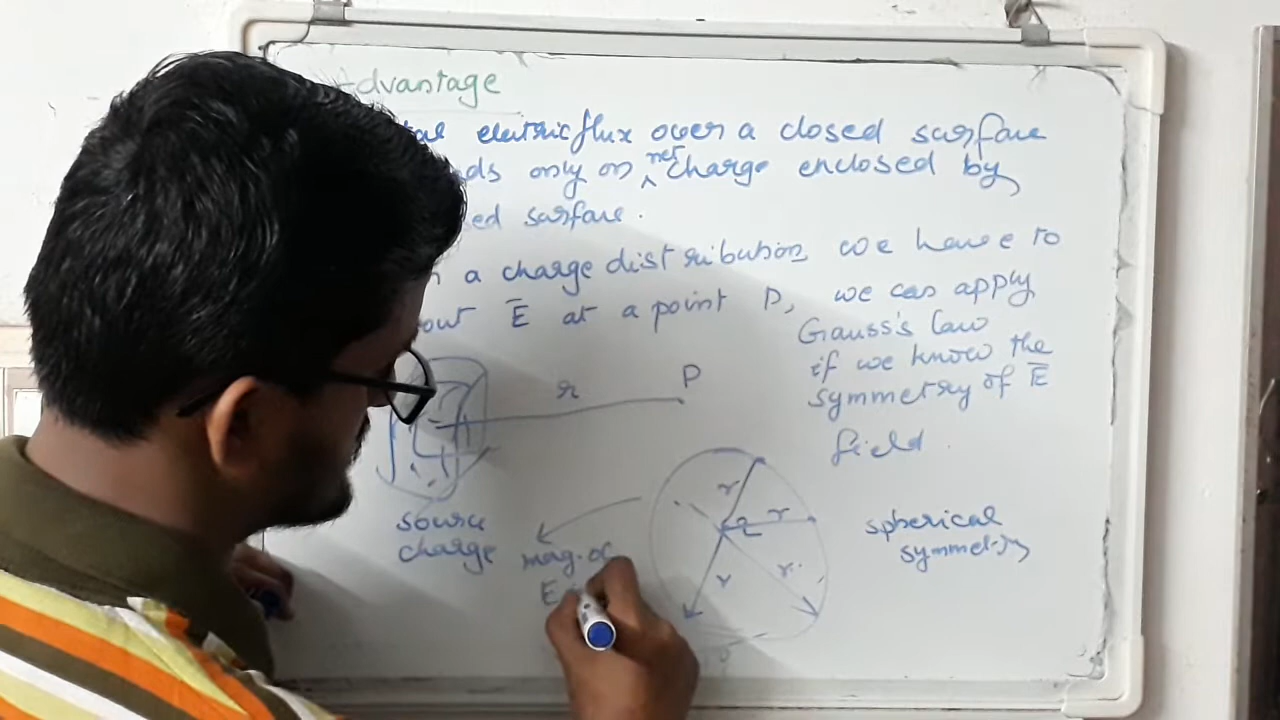 Advantage
electric flux over a closed surface
only on net charge enclosed by
surface.
a charge distribution, we have to
out E̅ at a point P, we can apply
Gauss's law
if we know the
symmetry of E̅
field.
r
P
source
charge
mag. of
E
r
Q
r
r
r
spherical
symmetry